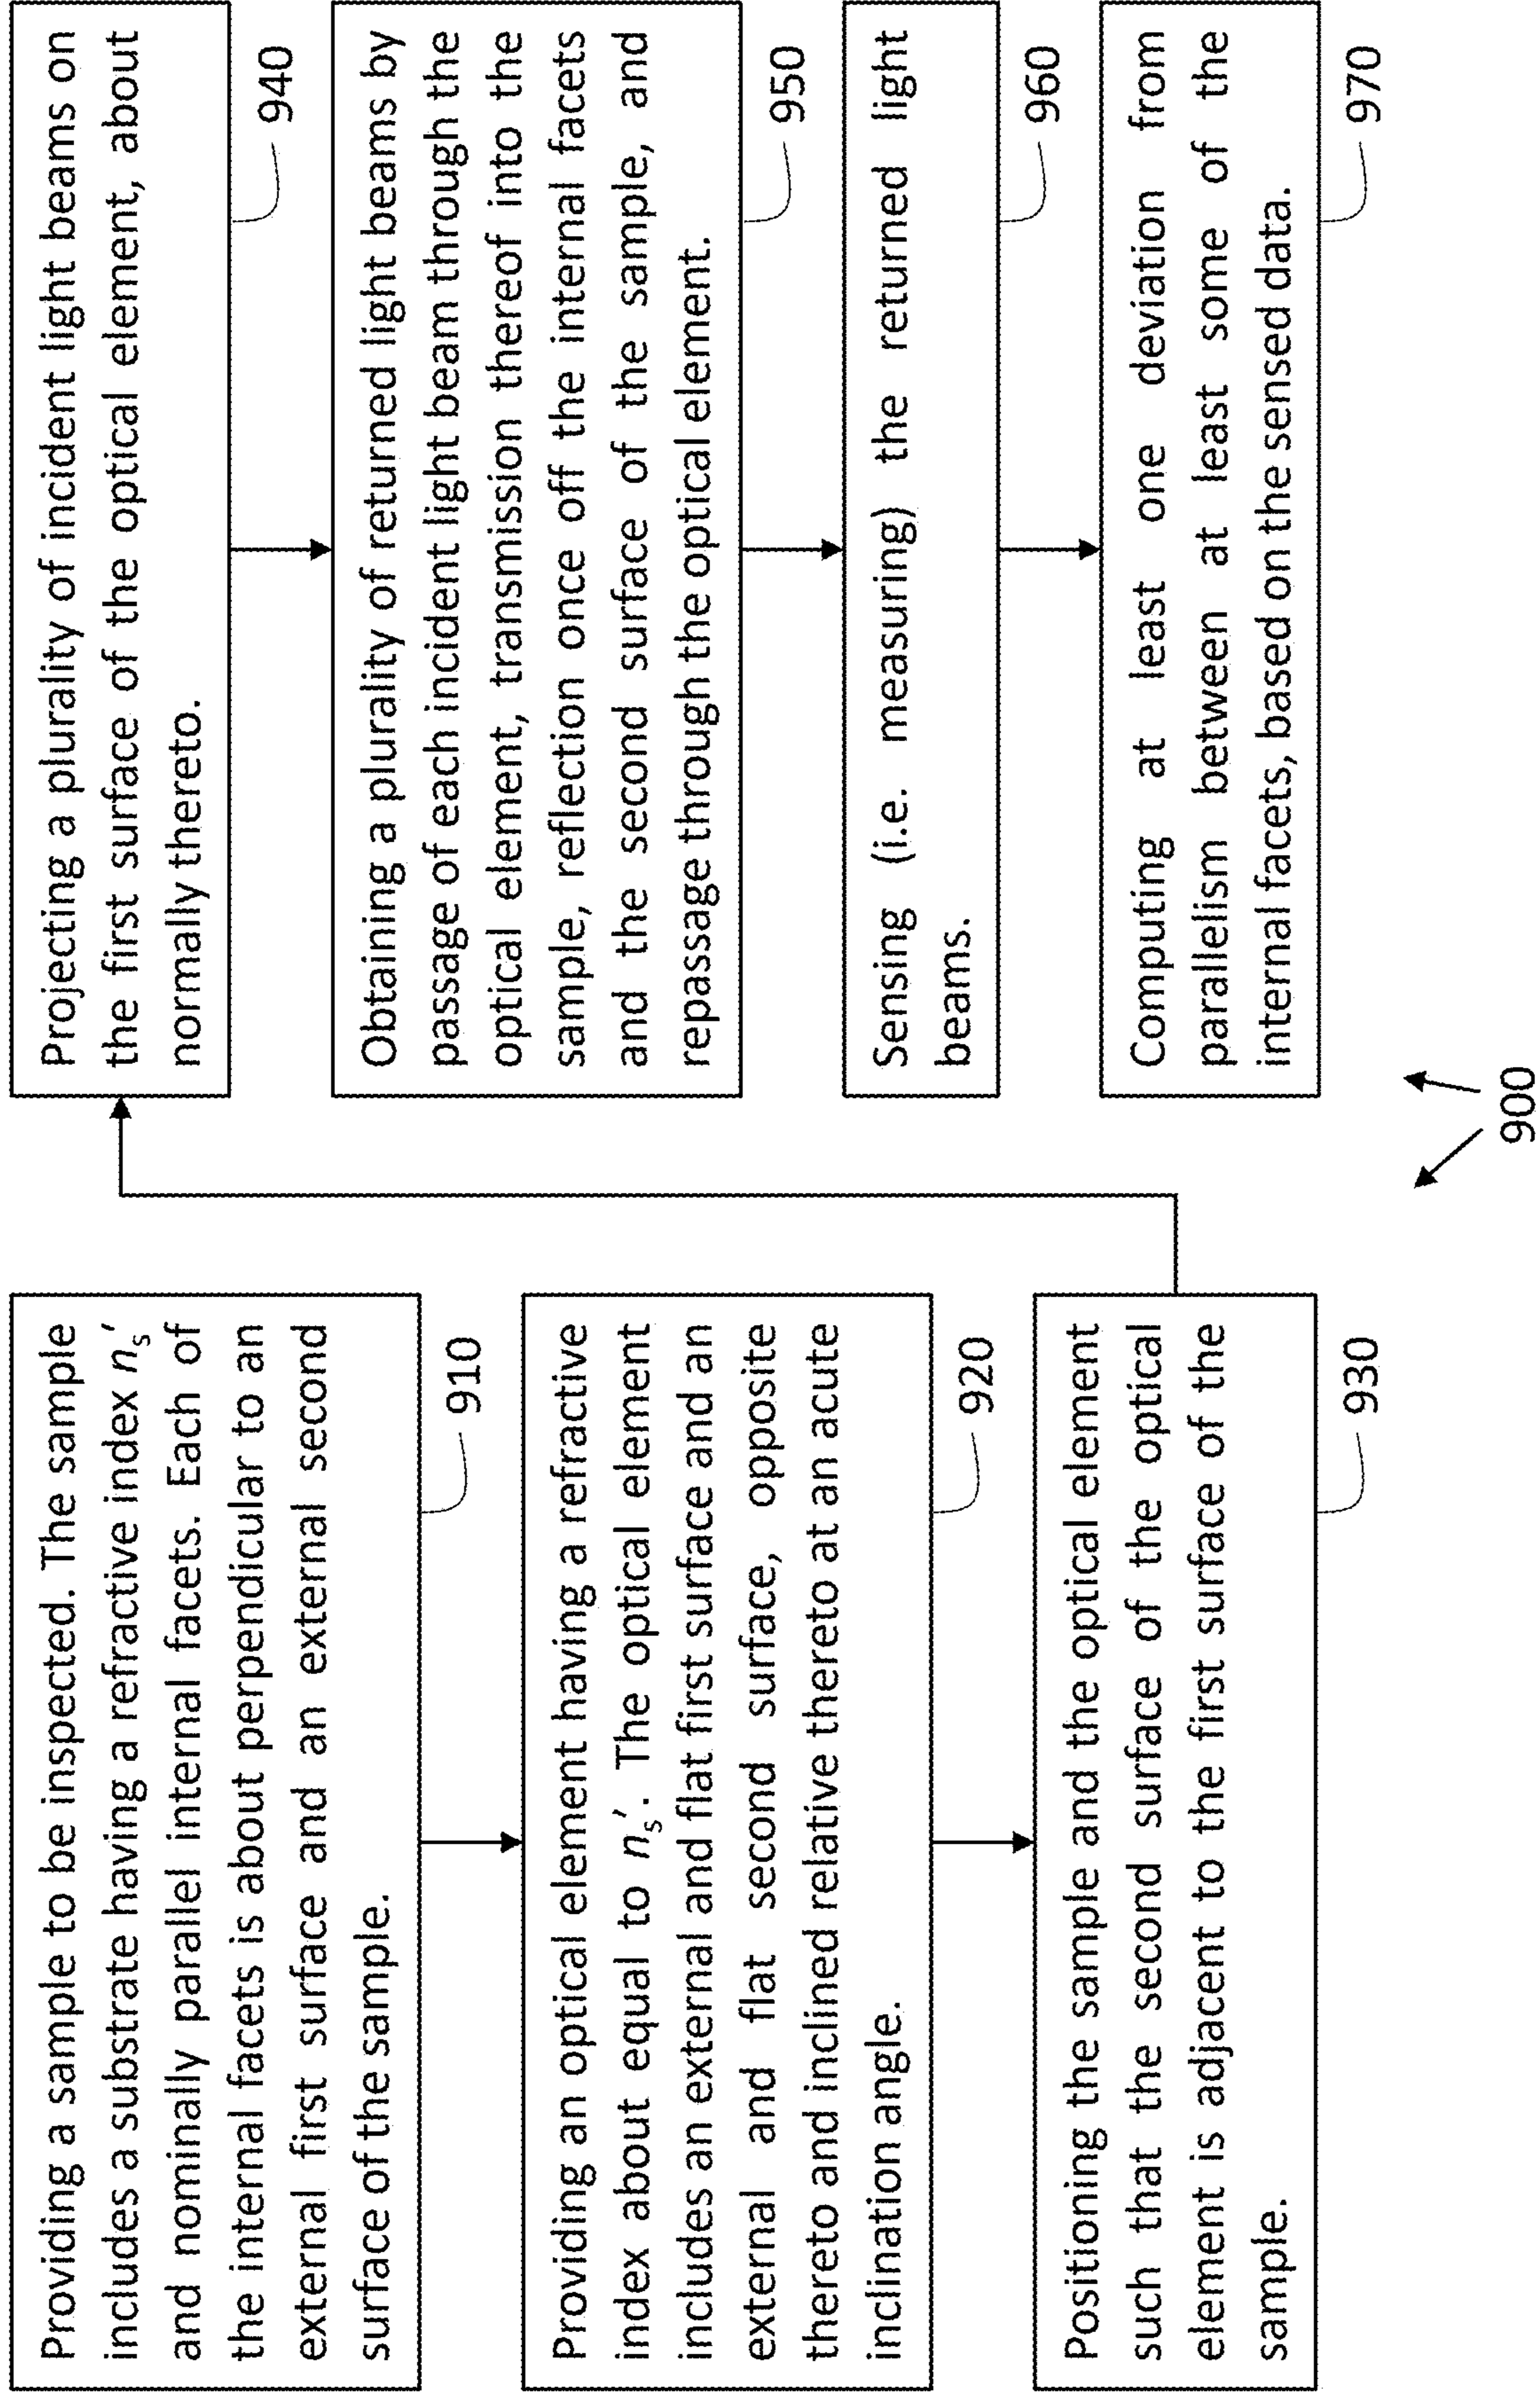 Providing a sample to be inspected. The sample
includes a substrate having a refractive index nₛ′
and nominally parallel internal facets. Each of
the internal facets is about perpendicular to an
external first surface and an external second
surface of the sample.
910
Providing an optical element having a refractive
index about equal to nₛ′. The optical element
includes an external and flat first surface and an
external and flat second surface, opposite
thereto and inclined relative thereto at an acute
inclination angle.
920
Positioning the sample and the optical element
such that the second surface of the optical
element is adjacent to the first surface of the
sample.
930
Projecting a plurality of incident light beams on
the first surface of the optical element, about
normally thereto.
940
Obtaining a plurality of returned light beams by
passage of each incident light beam through the
optical element, transmission thereof into the
sample, reflection once off the internal facets
and the second surface of the sample, and
repassage through the optical element.
950
Sensing (i.e. measuring) the returned light
beams.
960
Computing at least one deviation from
parallelism between at least some of the
internal facets, based on the sensed data.
970
900